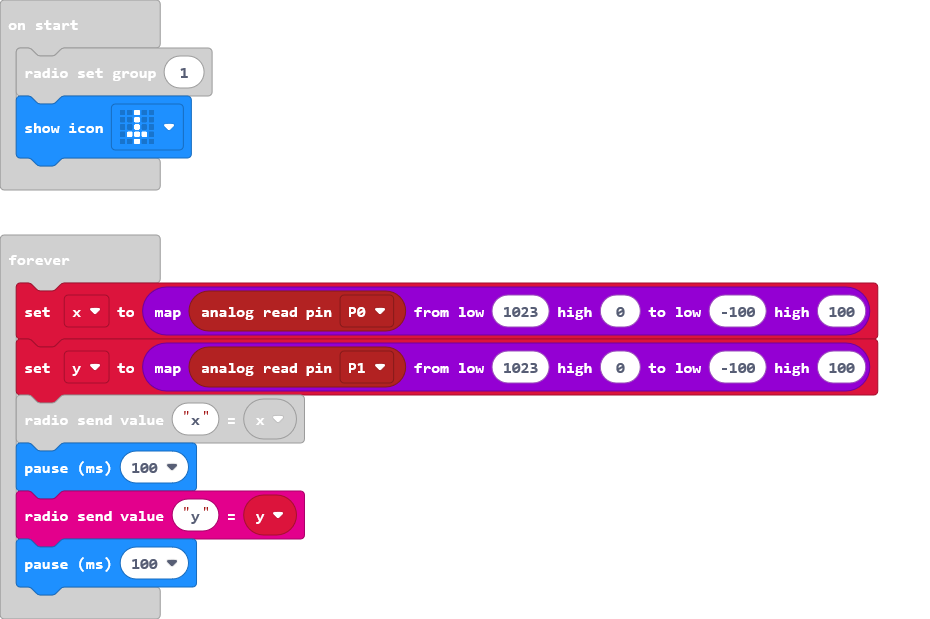 on start
radio set group 1
show icon
forever
set x to map analog read pin P0 from low 1023 high 0 to low -100 high 100
set y to map analog read pin P1 from low 1023 high 0 to low -100 high 100
radio send value "x" = x
pause (ms) 100
radio send value "y" = y
pause (ms) 100